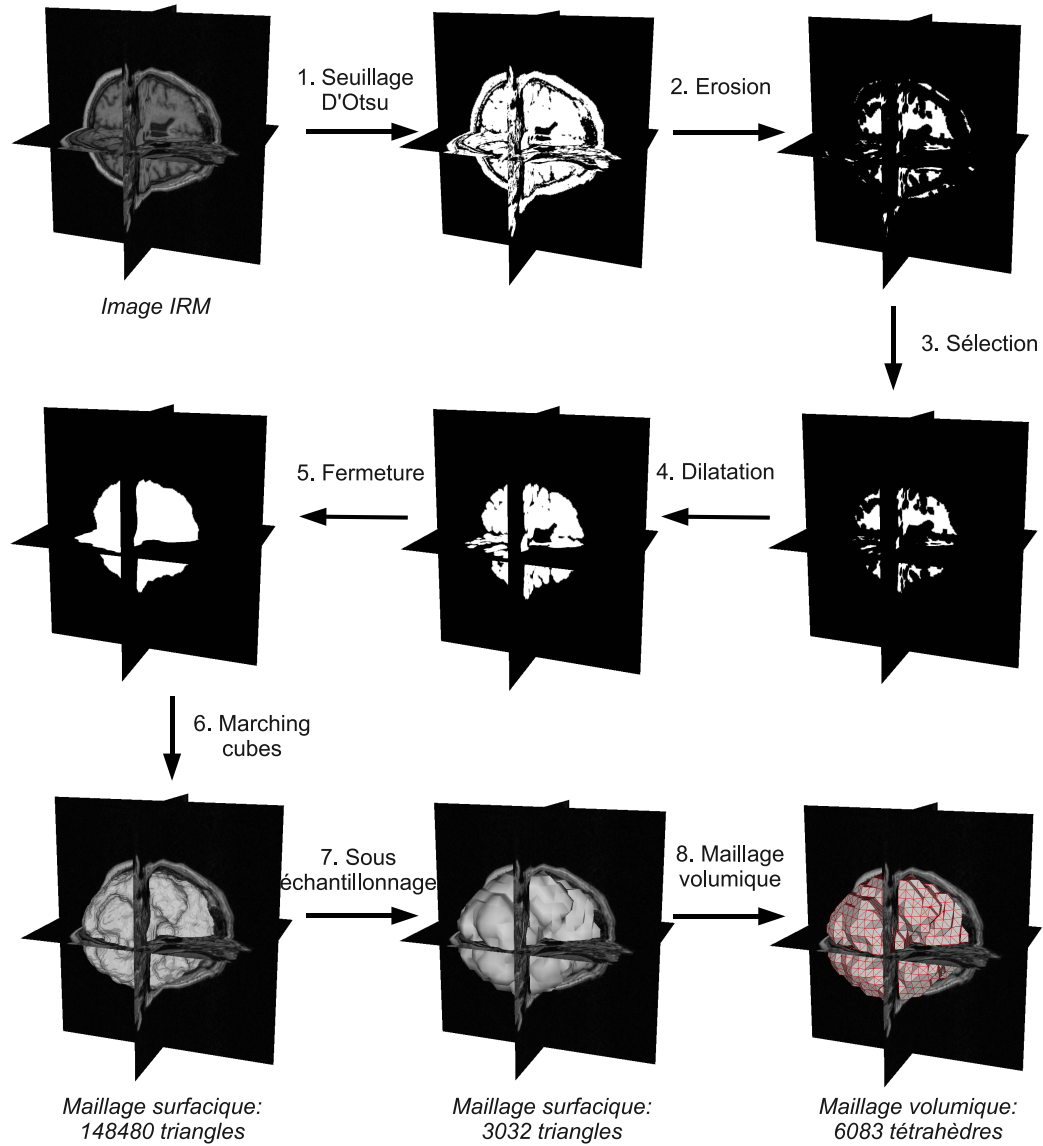 1. Seuillage
D'Otsu
2. Erosion
Image IRM
3. Sélection
5. Fermeture
4. Dilatation
6. Marching
cubes
7. Sous
échantillonnage
8. Maillage
volumique
Maillage surfacique:
148480 triangles
Maillage surfacique:
3032 triangles
Maillage volumique:
6083 tétrahèdres